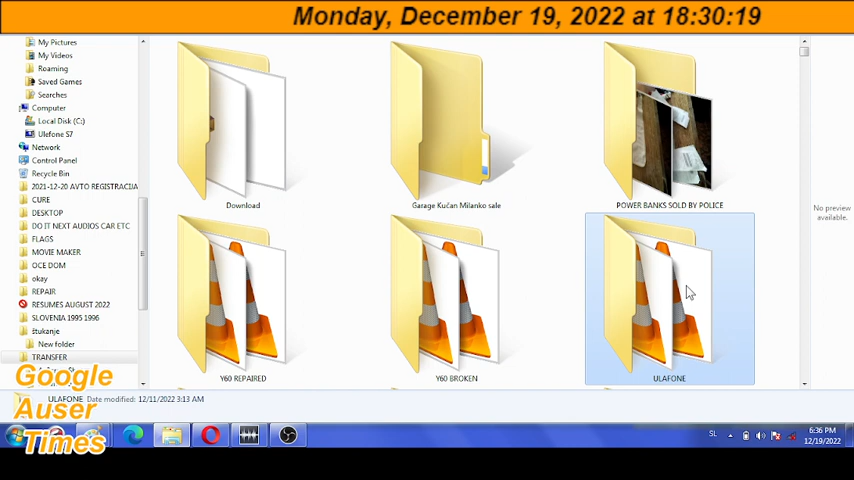 Monday, December 19, 2022 at 18:30:19
My Pictures
My Videos
Roaming
Saved Games
Searches
Computer
Local Disk (C:)
Ulefone S7
Network
Control Panel
Recycle Bin
2021-12-20 AVTO REGISTRACIJA
CURE
DESKTOP
DO IT NEXT AUDIOS CAR ETC
FLAGS
MOVIE MAKER
OCE DOM
okay
REPAIR
RESUMES AUGUST 2022
SLOVENIA 1995 1996
štukanje
New folder
TRANSFER
Download
Garage Kučan Milanko sale
POWER BANKS SOLD BY POLICE
Y60 REPAIRED
Y60 BROKEN
ULAFONE
No preview
available.
ULAFONE Date modified: 12/11/2022 3:13 AM
Google
Auser
Times
SL
6:36 PM
12/19/2022